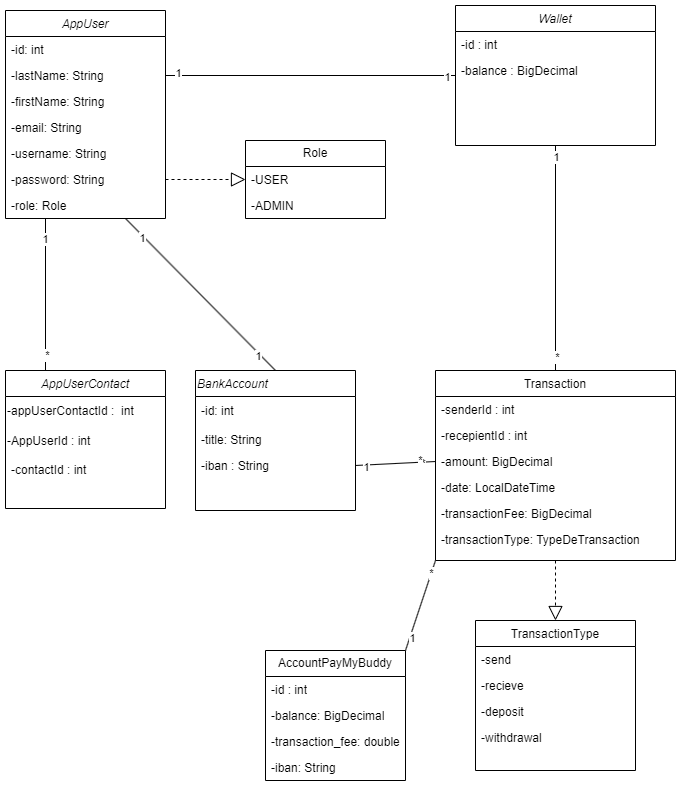 AppUser
-id: int
-lastName: String
-firstName: String
-email: String
-username: String
-password: String
-role: Role
Wallet
-id : int
-balance : BigDecimal
1
1
Role
-USER
-ADMIN
1
1
1
*
1
*
AppUserContact
-appUserContactId : int
-AppUserId : int
-contactId : int
BankAccount
-id: int
-title: String
-iban : String
Transaction
-senderId : int
-recepientId : int
-amount: BigDecimal
-date: LocalDateTime
-transactionFee: BigDecimal
-transactionType: TypeDeTransaction
1
*
*
1
AccountPayMyBuddy
-id : int
-balance: BigDecimal
-transaction_fee: double
-iban: String
TransactionType
-send
-recieve
-deposit
-withdrawal